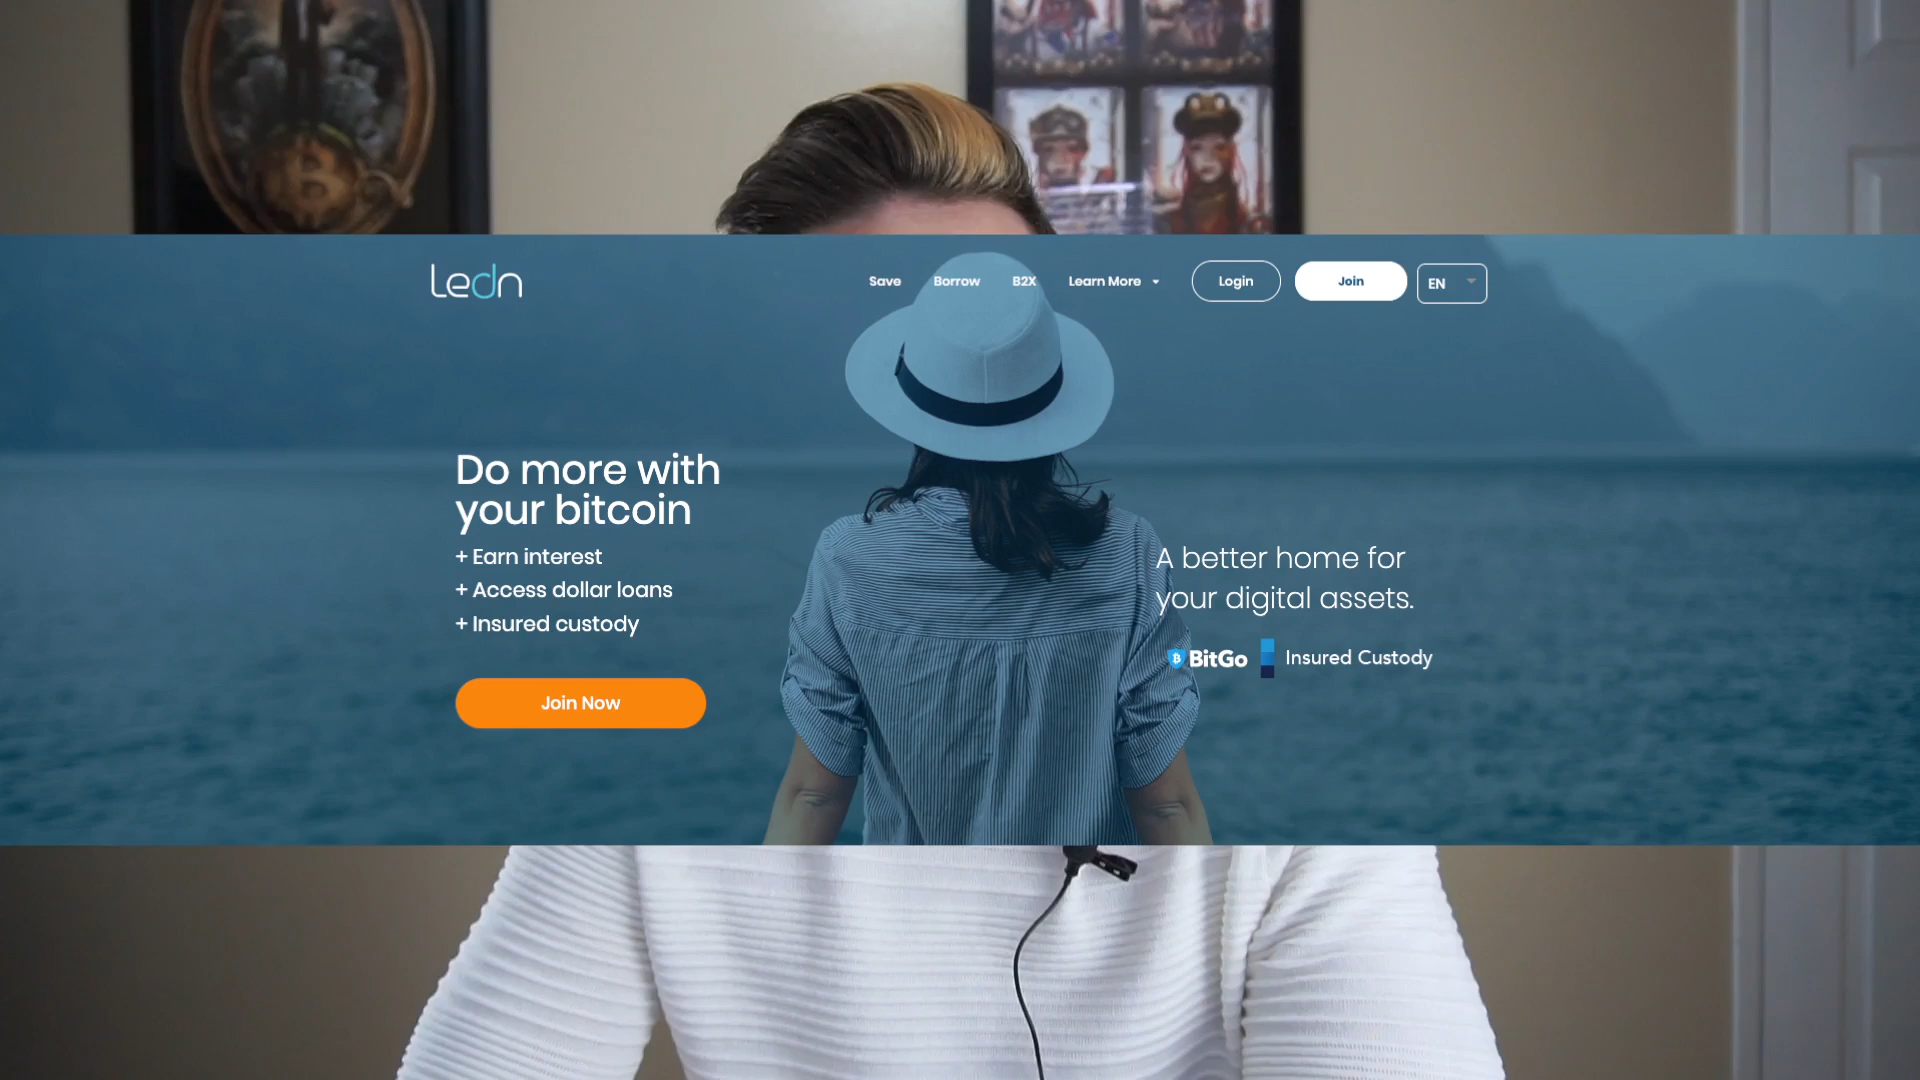 Ledn
Save Borrow B2X Learn More Login Join EN
Do more with
your bitcoin
+ Earn interest
+ Access dollar loans
+ Insured custody
Join Now
A better home for
your digital assets.
BitGo Insured Custody